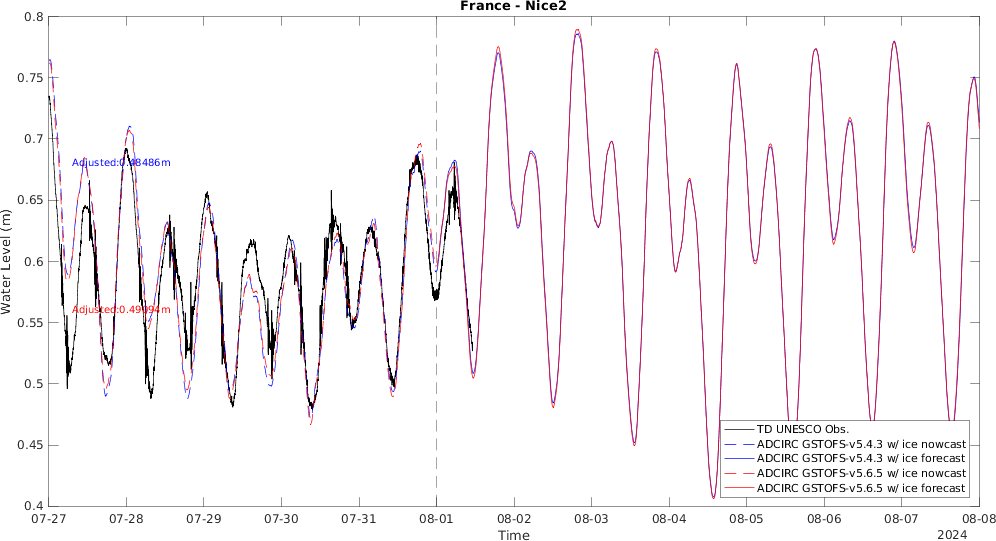 France - Nice2
0.8
0.75
0.7
0.65
0.6
0.55
0.5
0.45
0.4
Water Level (m)
Adjusted:0.48486m
Adjusted:0.49094m
TD UNESCO Obs.
ADCIRC GSTOFS-v5.4.3 w/ ice nowcast
ADCIRC GSTOFS-v5.4.3 w/ ice forecast
ADCIRC GSTOFS-v5.6.5 w/ ice nowcast
ADCIRC GSTOFS-v5.6.5 w/ ice forecast
07-27 07-28 07-29 07-30 07-31 08-01 08-02 08-03 08-04 08-05 08-06 08-07 08-08
Time
2024